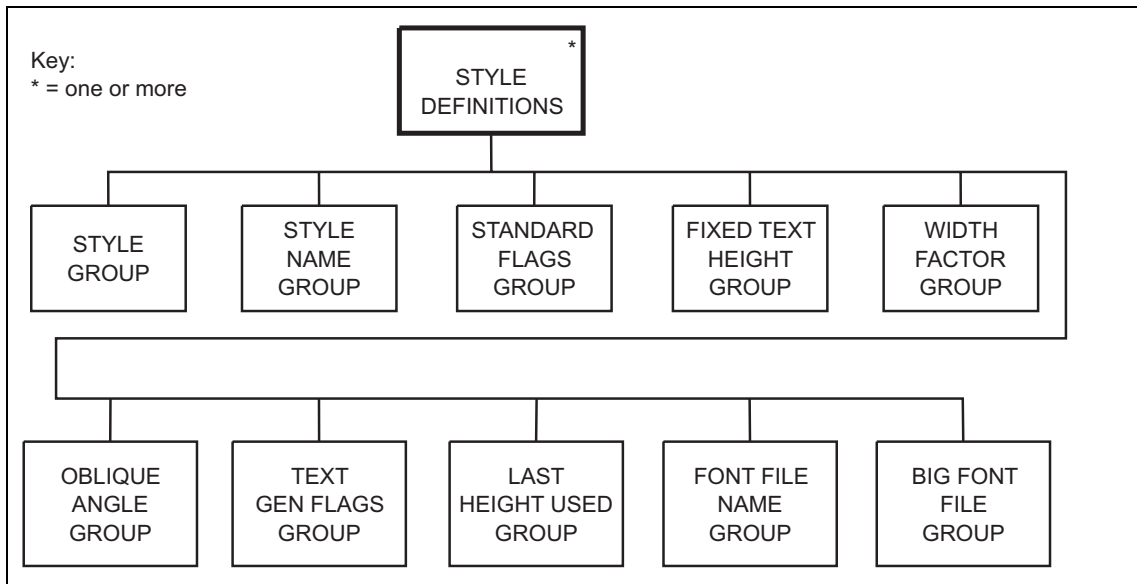 Key:
* = one or more
*
STYLE
DEFINITIONS
STYLE
GROUP
STYLE
NAME
GROUP
STANDARD
FLAGS
GROUP
FIXED TEXT
HEIGHT
GROUP
WIDTH
FACTOR
GROUP
OBLIQUE
ANGLE
GROUP
TEXT
GEN FLAGS
GROUP
LAST
HEIGHT USED
GROUP
FONT FILE
NAME
GROUP
BIG FONT
FILE
GROUP